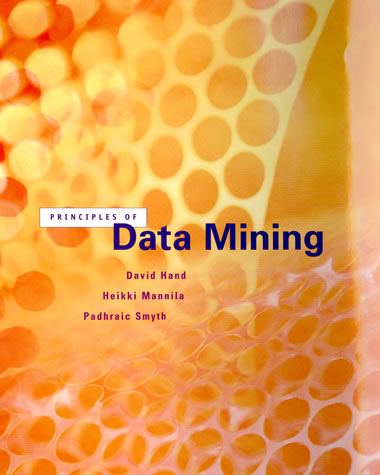 PRINCIPLES OF
Data Mining
David Hand
Heikki Mannila
Padhraic Smyth